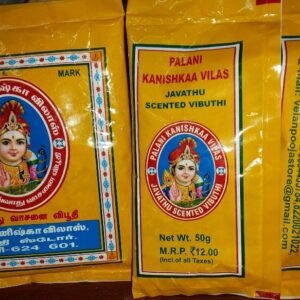 MARK
ஷ்கா விலாஸ்
வாசனை விபூதி
னிஷ்காவிலாஸ்.
ஸ்டோர்.
624 601.
PALANI
KANISHKAA VILAS
JAVATHU
SCENTED VIBUTHI
PALANI KANISHKAA VILAS
JAVATHU SCENTED VIBUTHI
Net Wt. 50g
M.R.P. ₹12.00
(Incl.of all Taxes)
velanpoojastore@gmail.com